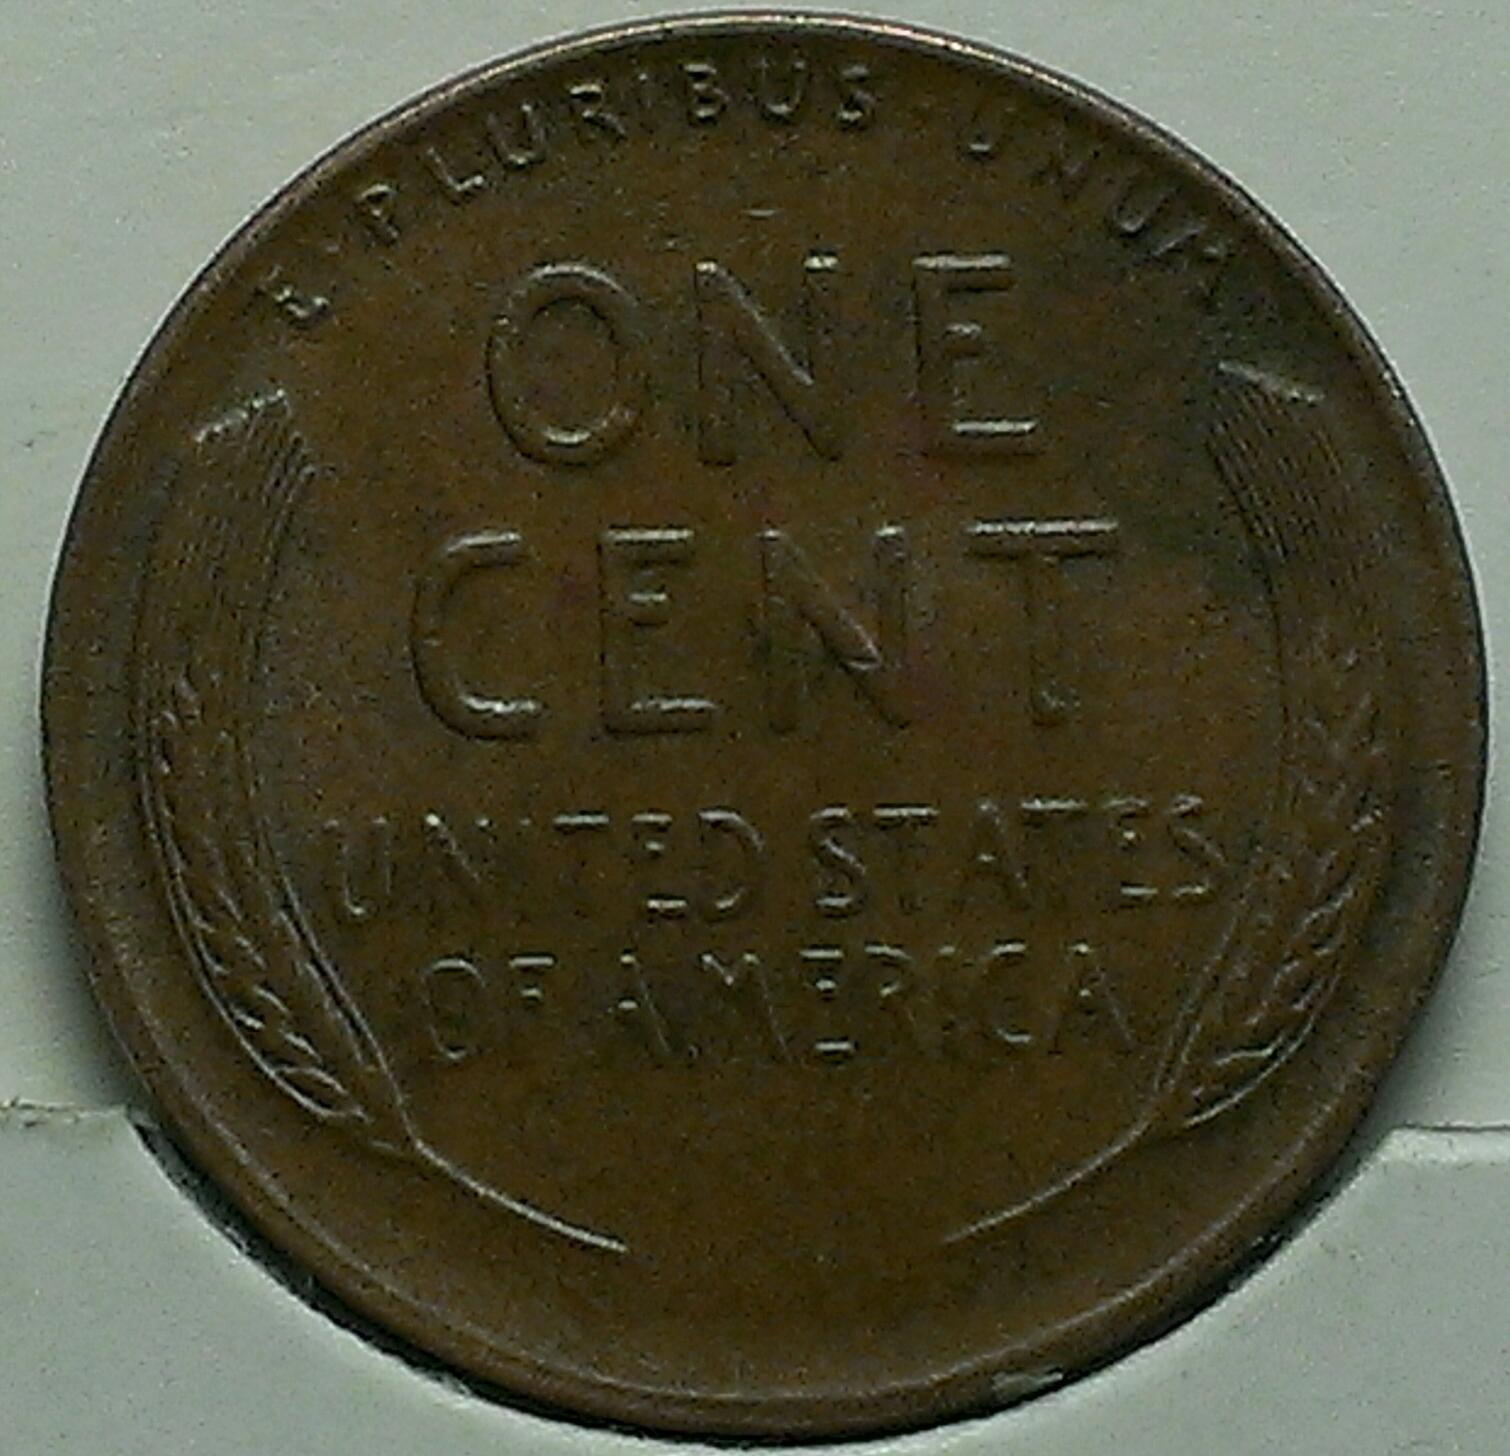 E·PLURIBUS·UNUM
ONE
CENT
UNITED STATES
OF AMERICA